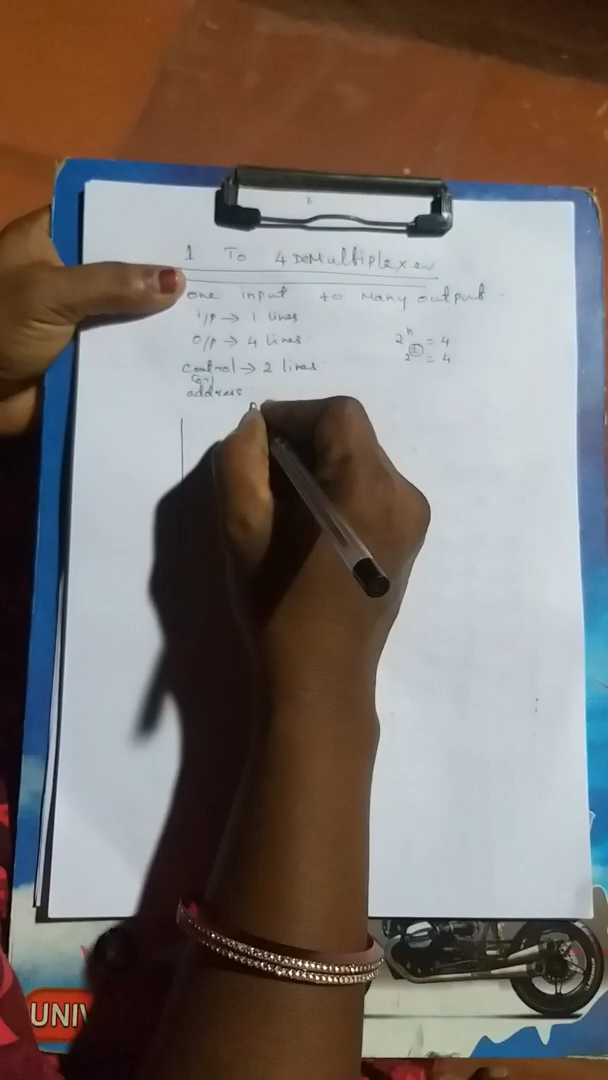 1 To 4 DeMultiplexer
one input to Many output
i/p → 1 lines
o/p → 4 lines
2ⁿ = 4
2② = 4
control → 2 lines
(or)
address
UNIV